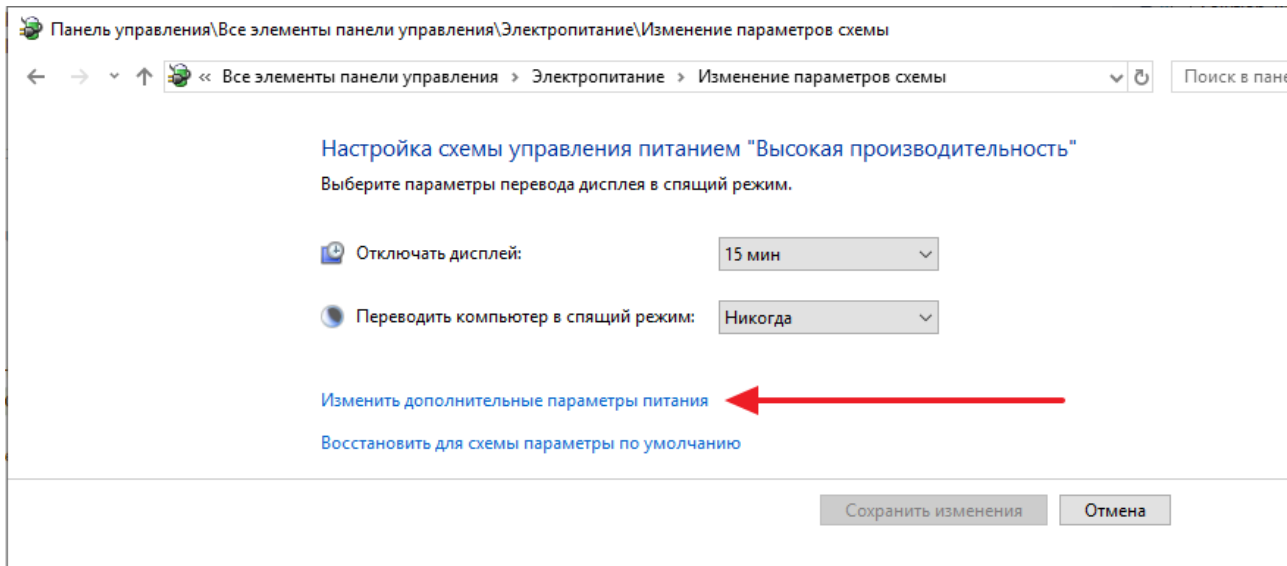 Панель управления\Все элементы панели управления\Электропитание\Изменение параметров схемы
« Все элементы панели управления › Электропитание › Изменение параметров схемы
Поиск в
Настройка схемы управления питанием "Высокая производительность"
Выберите параметры перевода дисплея в спящий режим.
Отключать дисплей: 15 мин
Переводить компьютер в спящий режим: Никогда
Изменить дополнительные параметры питания
Восстановить для схемы параметры по умолчанию
Сохранить изменения Отмена